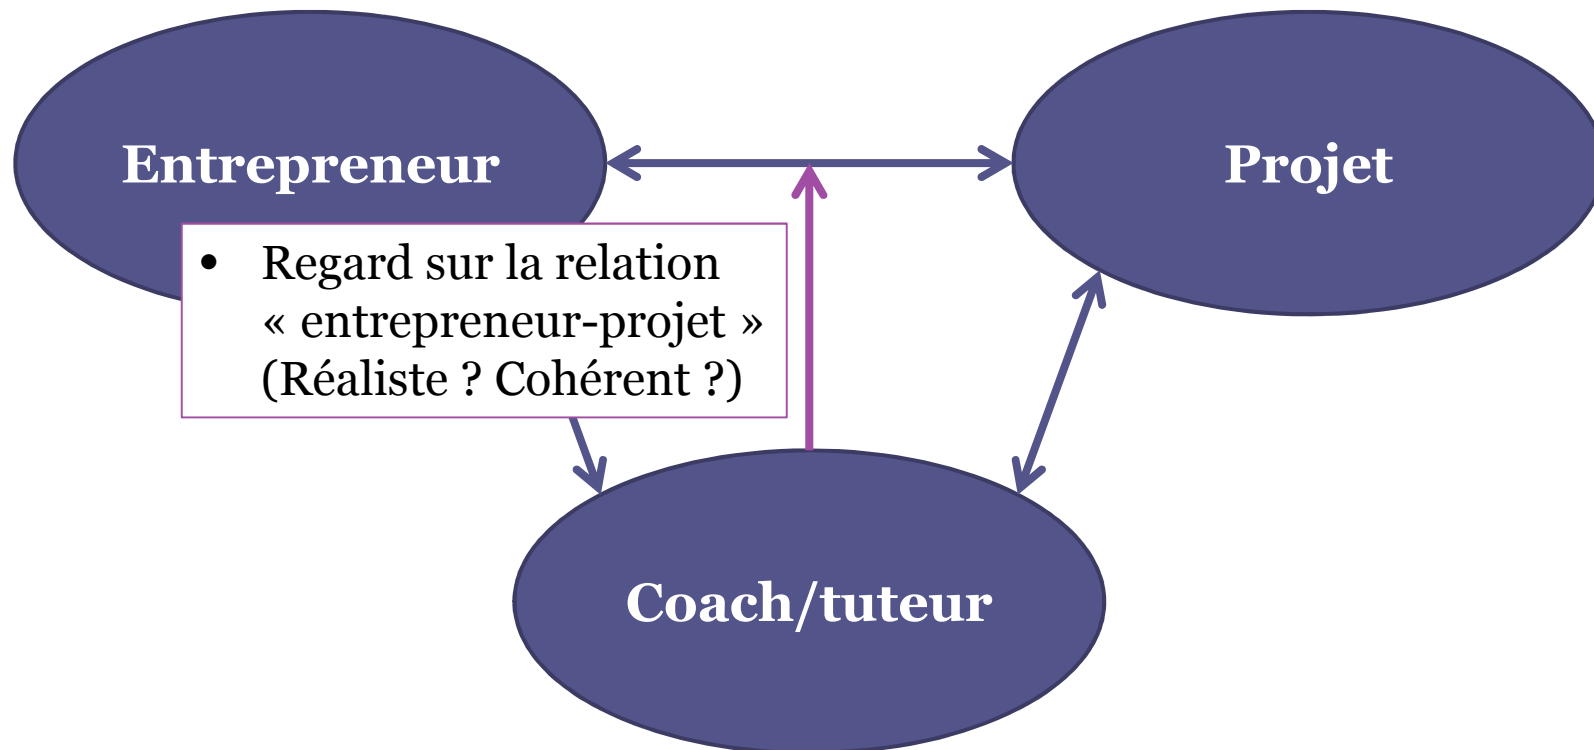 Entrepreneur
Projet
• Regard sur la relation
« entrepreneur-projet »
(Réaliste ? Cohérent ?)
Coach/tuteur